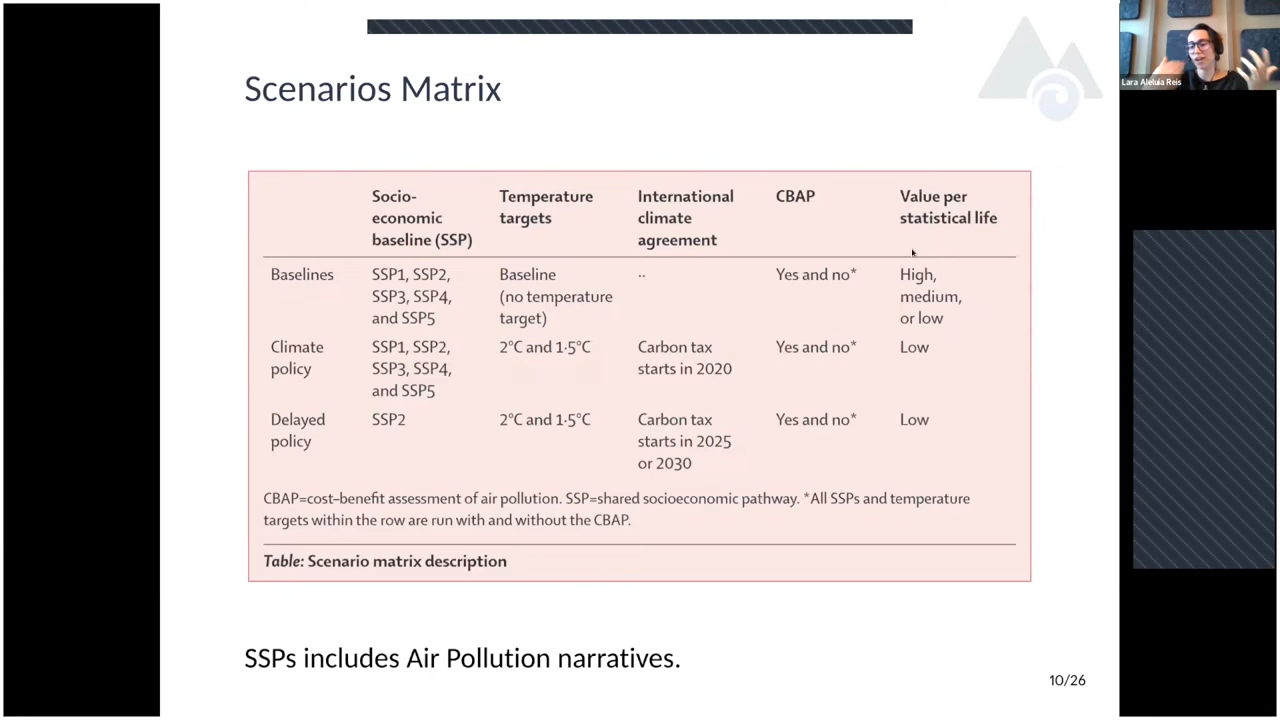 Lara Aleluia Reis
Scenarios Matrix
Socio-
economic
baseline (SSP)
Temperature
targets
International
climate
agreement
CBAP
Value per
statistical life
Baselines
SSP1, SSP2,
SSP3, SSP4,
and SSP5
Baseline
(no temperature
target)
··
Yes and no*
High,
medium,
or low
Climate
policy
SSP1, SSP2,
SSP3, SSP4,
and SSP5
2°C and 1·5°C
Carbon tax
starts in 2020
Yes and no*
Low
Delayed
policy
SSP2
2°C and 1·5°C
Carbon tax
starts in 2025
or 2030
Yes and no*
Low
CBAP=cost–benefit assessment of air pollution. SSP=shared socioeconomic pathway. *All SSPs and temperature
targets within the row are run with and without the CBAP.
Table: Scenario matrix description
SSPs includes Air Pollution narratives.
10/26